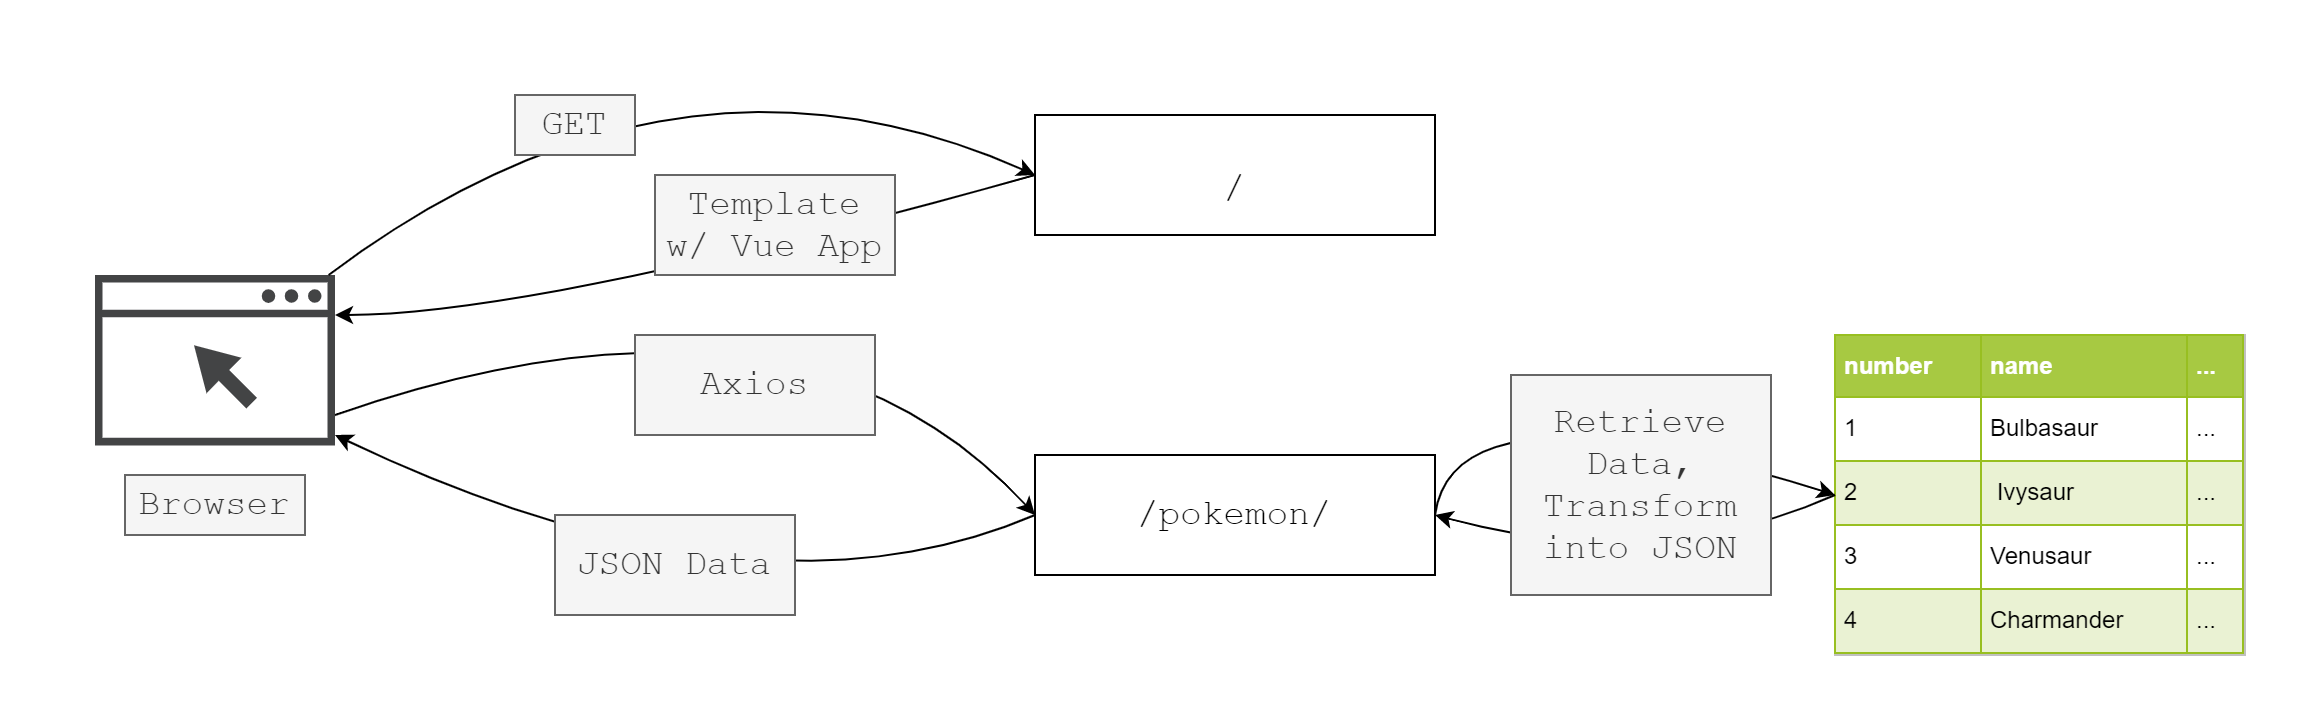 GET
Template
w/ Vue App
/
Browser
Axios
JSON Data
/pokemon/
Retrieve
Data,
Transform
into JSON
number name ...
1 Bulbasaur ...
2 Ivysaur ...
3 Venusaur ...
4 Charmander ...